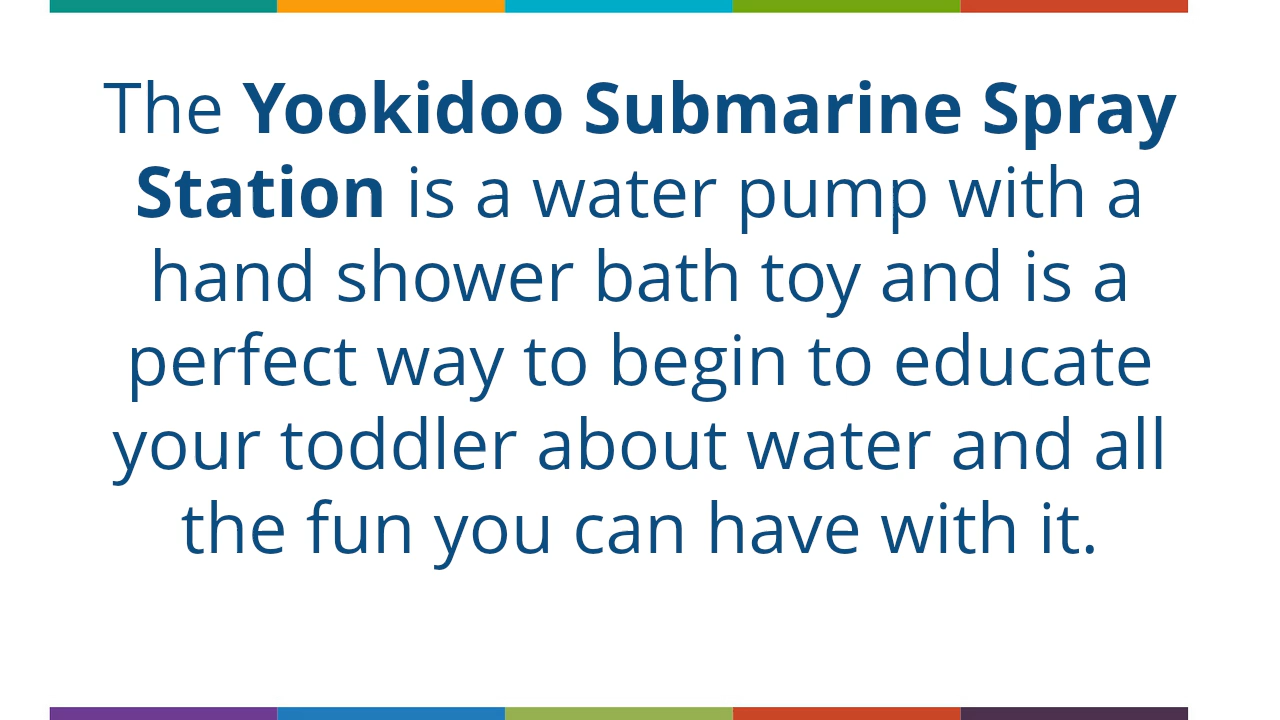 The Yookidoo Submarine Spray
Station is a water pump with a
hand shower bath toy and is a
perfect way to begin to educate
your toddler about water and all
the fun you can have with it.